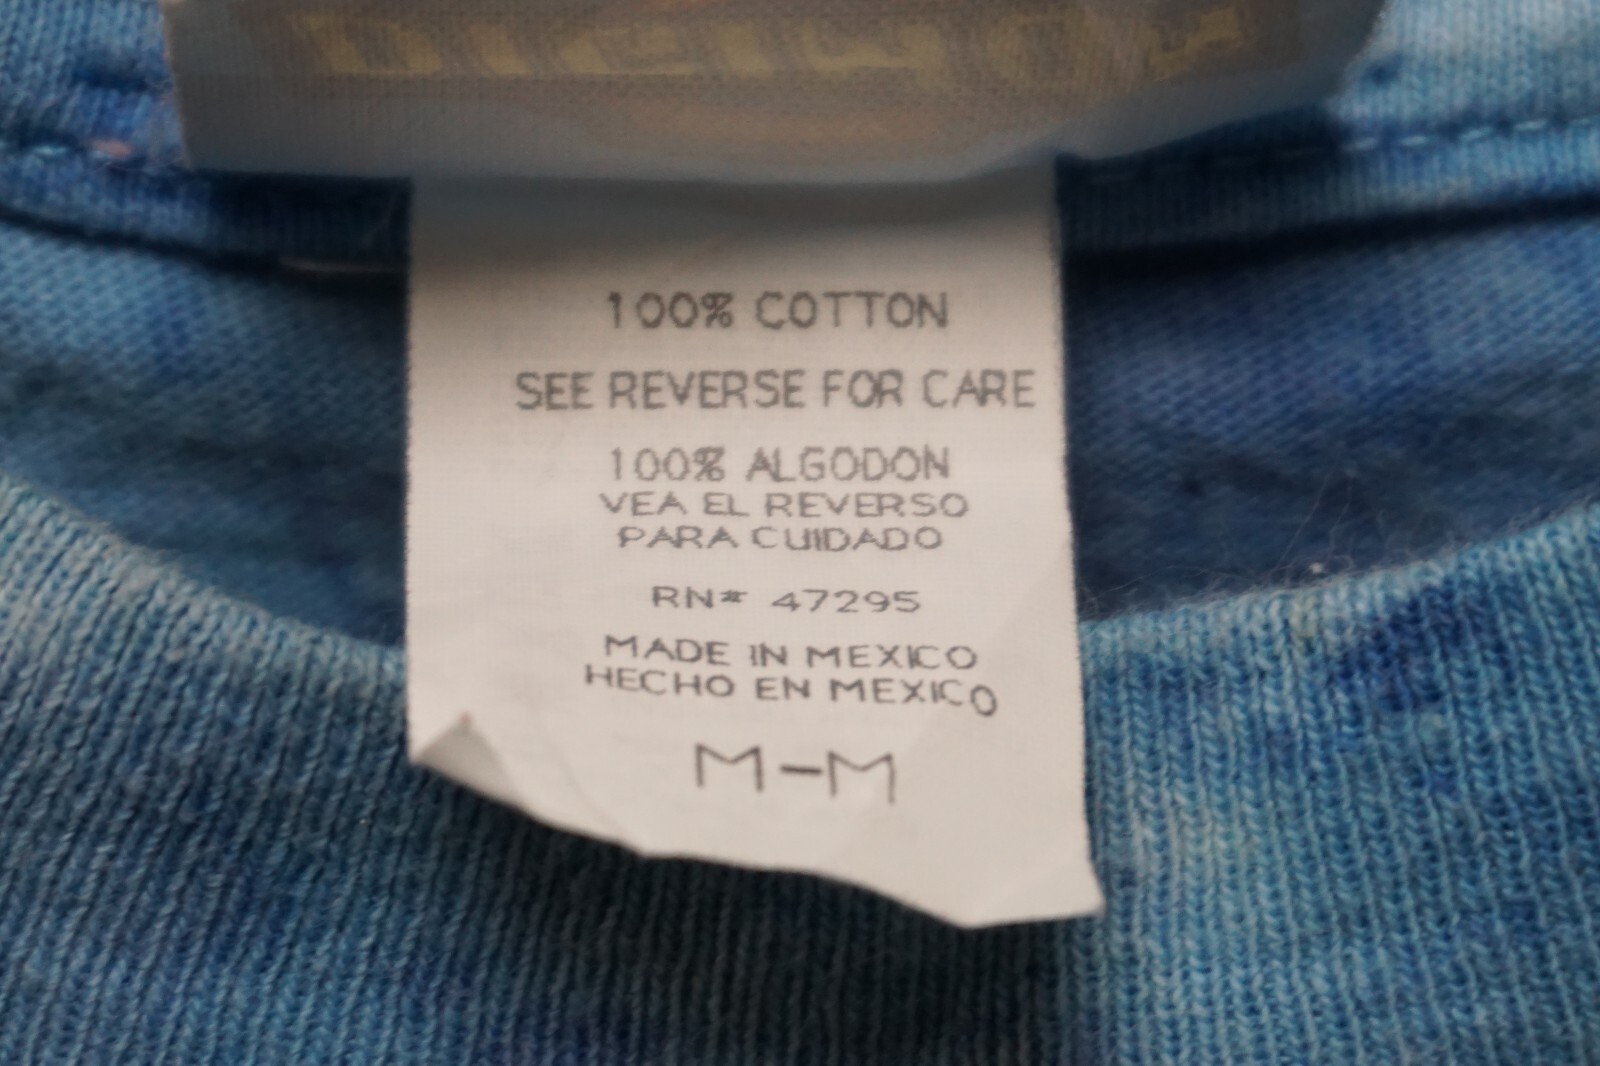 100% COTTON
SEE REVERSE FOR CARE
100% ALGODON
VEA EL REVERSO
PARA CUIDADO
RN# 47295
MADE IN MEXICO
HECHO EN MEXICO
M-M